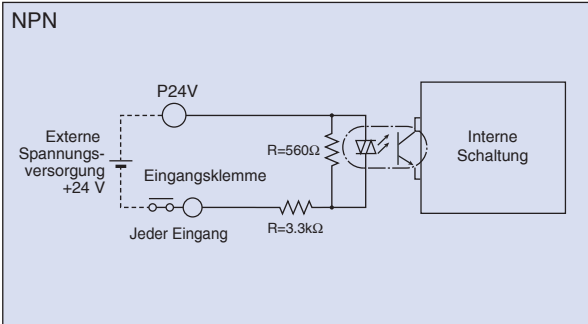 NPN
P24V
Externe
Spannungs-
versorgung
+24 V
R=560Ω
Interne
Schaltung
Eingangsklemme
Jeder Eingang
R=3.3kΩ